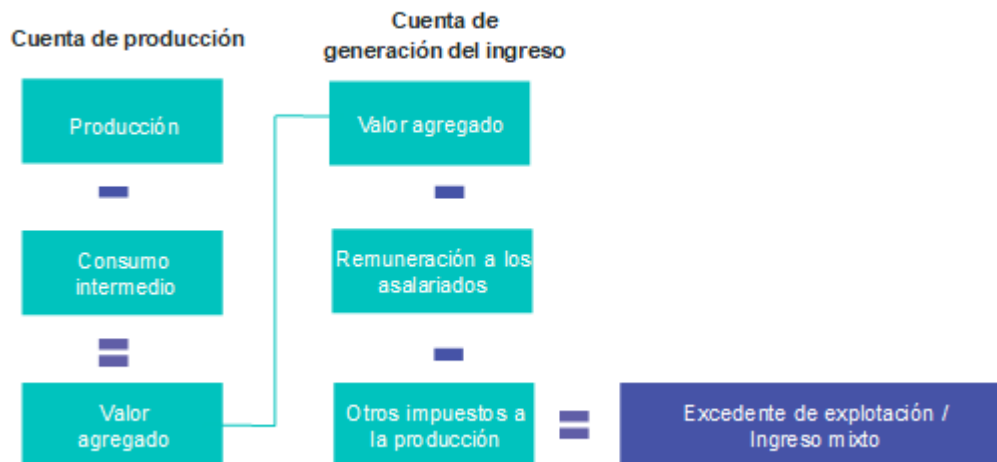 Cuenta de producción
Producción
Consumo
intermedio
Valor
agregado
Cuenta de
generación del ingreso
Valor agregado
Remuneración a los
asalariados
Otros impuestos a
la producción
Excedente de explotación /
Ingreso mixto